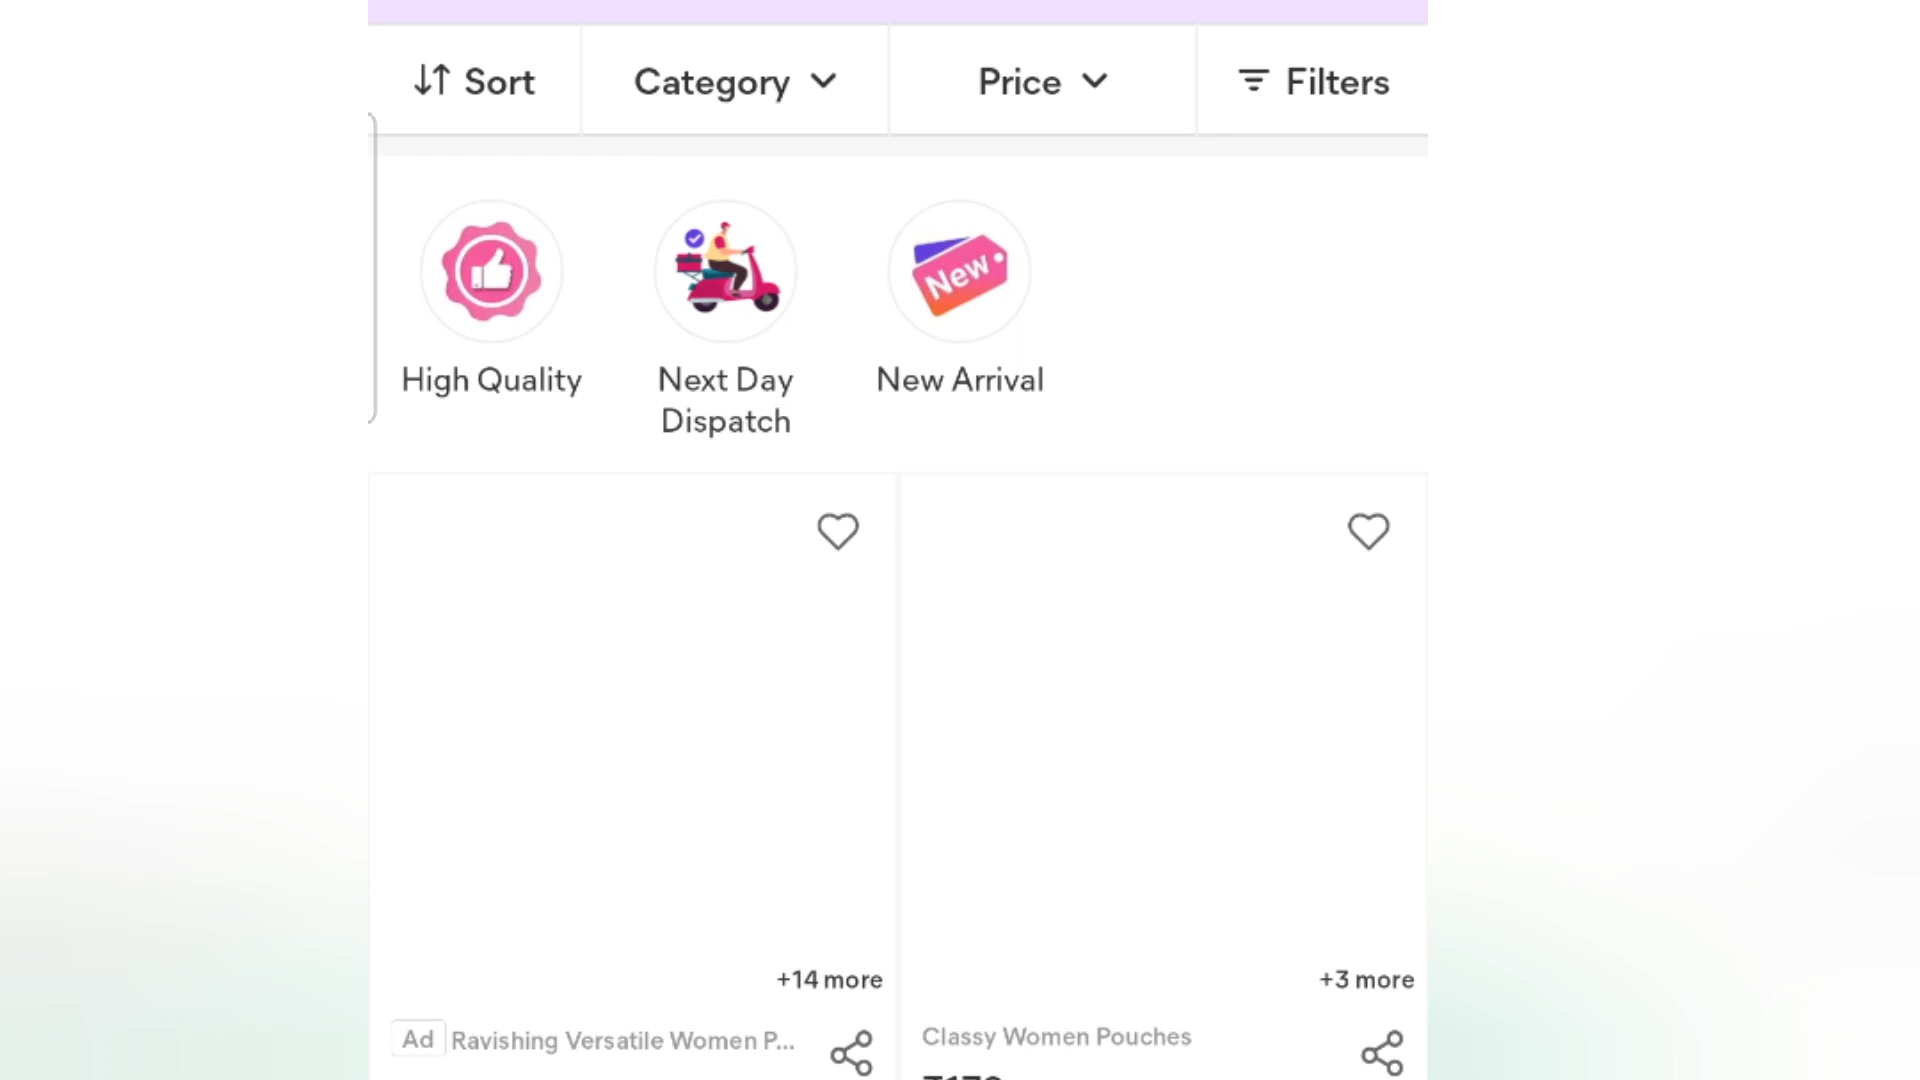 Sort
Category
Price
Filters
New
High Quality
Next Day
Dispatch
New Arrival
+14 more
+3 more
Ad
Ravishing Versatile Women P...
Classy Women Pouches